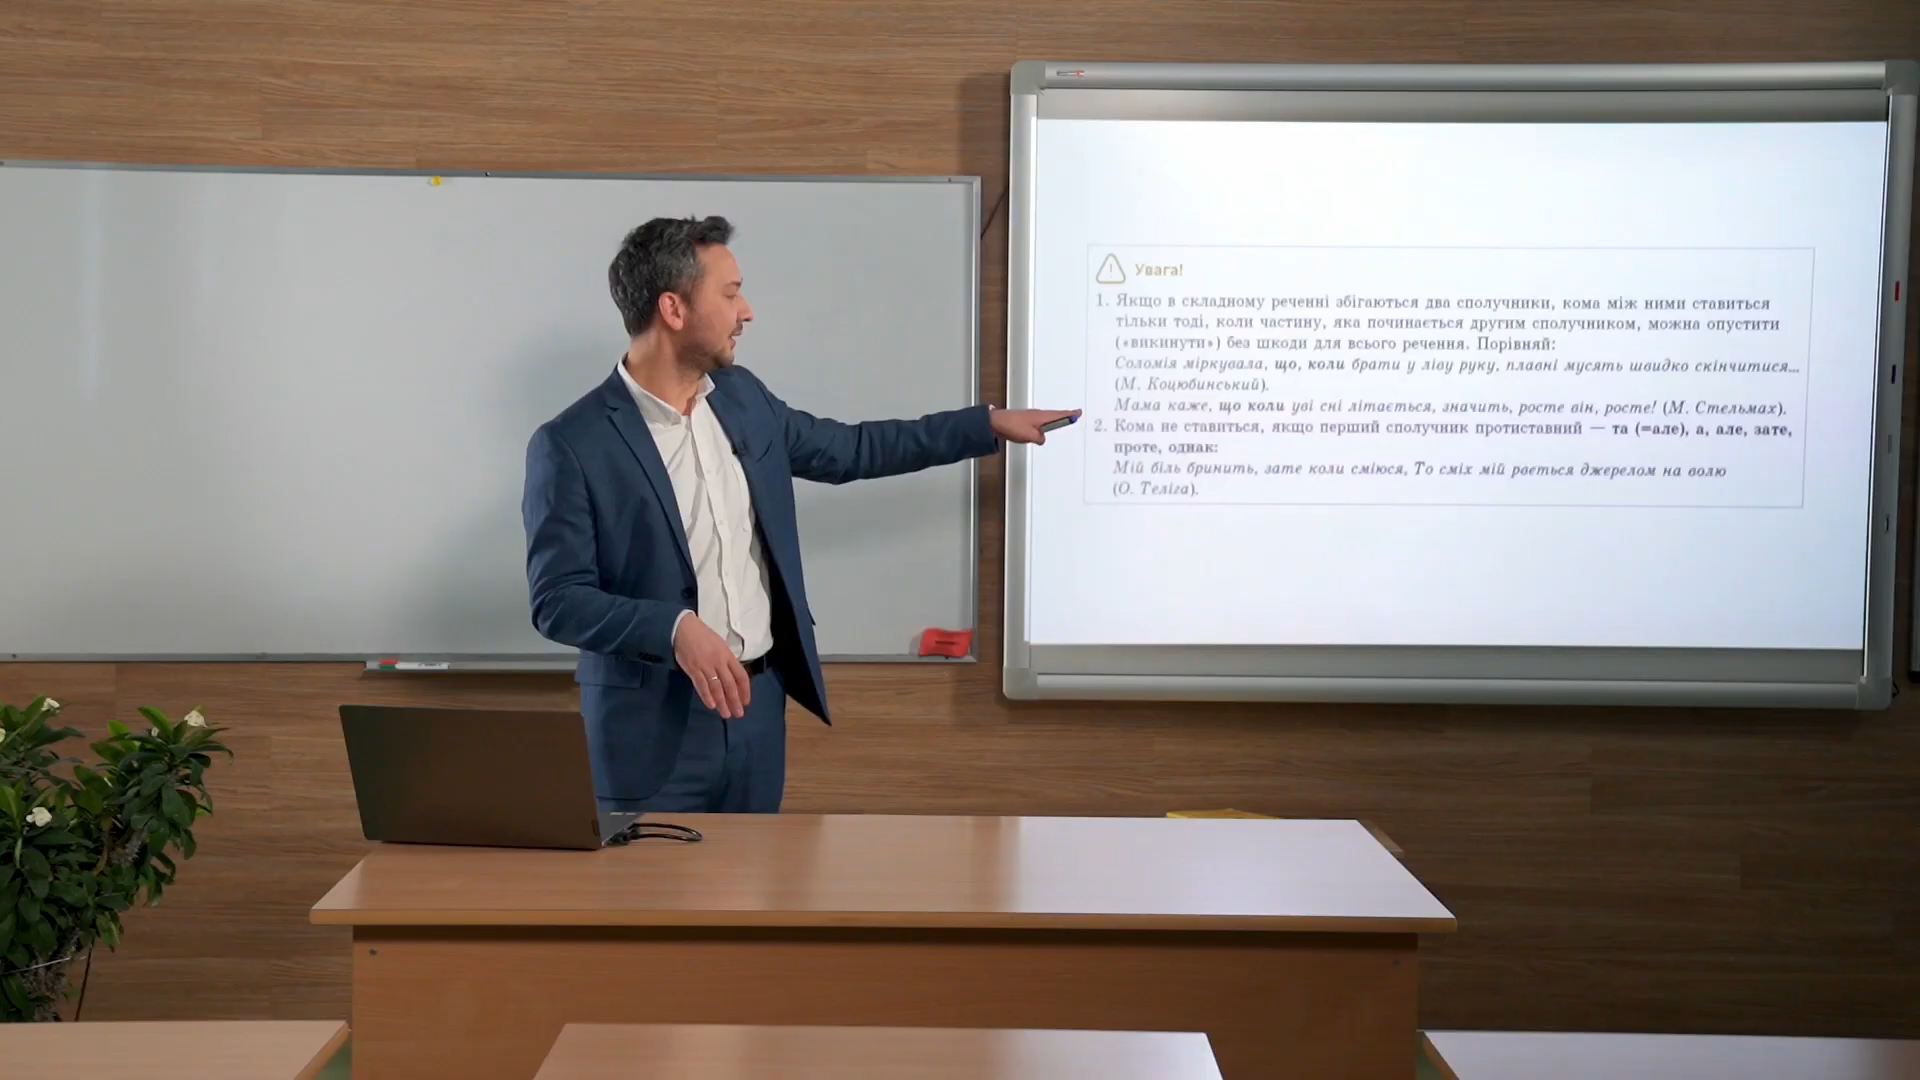 Увага!
1. Якщо в складному реченні збігаються два сполучники, кома між ними ставиться
тільки тоді, коли частину, яка починається другим сполучником, можна опустити
(«викинути») без шкоди для всього речення. Порівняй:
Соломія міркувала, що, коли брати у ліву руку, плавні мусять швидко скінчитися...
(М. Коцюбинський).
Мама каже, що коли уві сні літається, значить, росте він, росте! (М. Стельмах).
2. Кома не ставиться, якщо перший сполучник протиставний — та (=але), а, але, зате,
проте, однак:
Мій біль бринить, зате коли сміюся, То сміх мій рветься джерелом на волю
(О. Теліга).